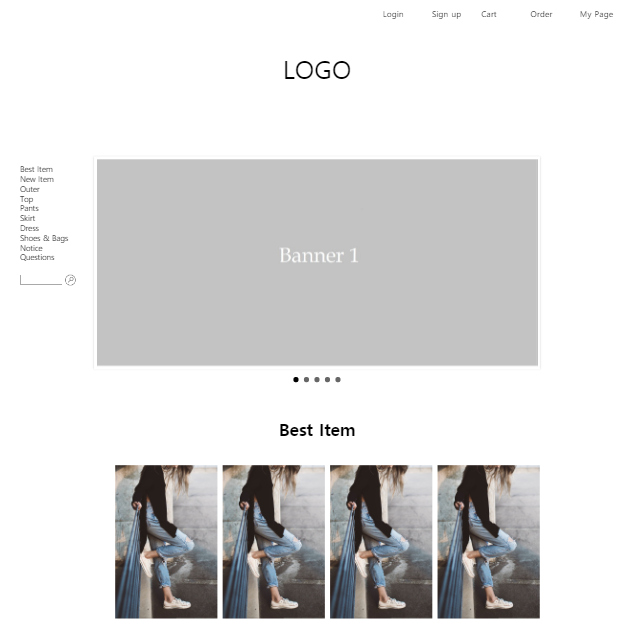 Login Sign up Cart Order My Page
LOGO
Best Item
New Item
Outer
Top
Pants
Skirt
Dress
Shoes & Bags
Notice
Questions
Banner 1
Best Item